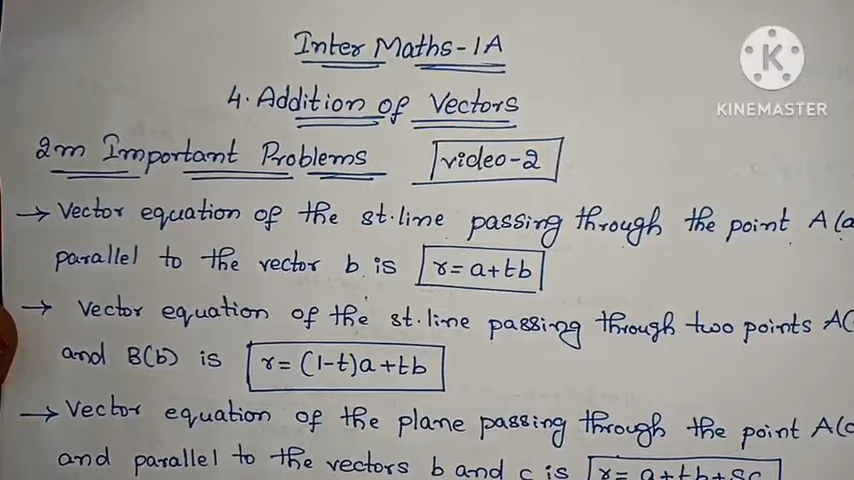 Inter Maths-1A
KINEMASTER
4. Addition of Vectors
2m Important Problems video-2
→ Vector equation of the st.line passing through the point A(a
parallel to the vector b is r=a+tb
→ Vector equation of the st.line passing through two points A(
and B(b) is r=(1-t)a+tb
→ Vector equation of the plane passing through the point A(
and parallel to the vectors b and c is r= a+tb+sc